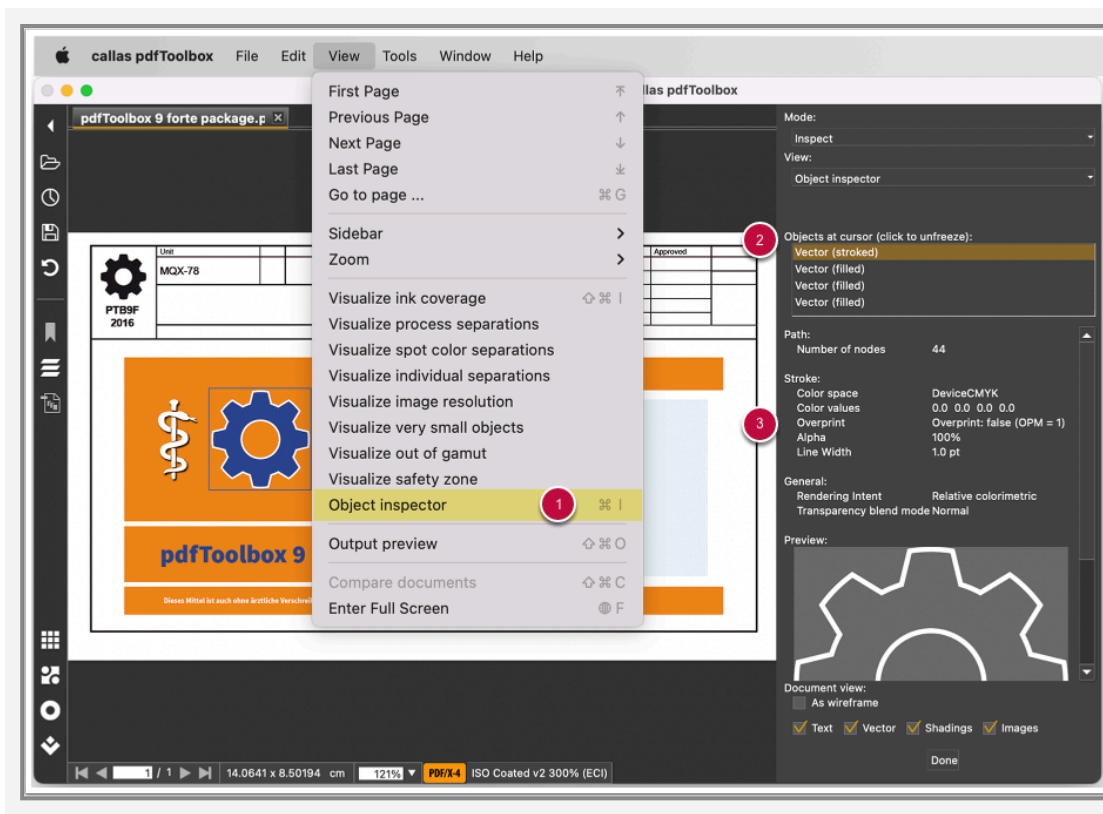 callas pdfToolbox File Edit View Tools Window Help
las pdfToolbox
pdfToolbox 9 forte package.p
First Page
Previous Page
Next Page
Last Page
Go to page ... ⌘ G
Sidebar
Zoom
Visualize ink coverage ⇧ ⌘ I
Visualize process separations
Visualize spot color separations
Visualize individual separations
Visualize image resolution
Visualize very small objects
Visualize out of gamut
Visualize safety zone
Object inspector 1 ⌘ I
Output preview ⇧ ⌘ O
Compare documents ⇧ ⌘ C
Enter Full Screen F
Unit
MQX-78
Approved
PTB9F
2016
pdfToolbox 9
Dieses Mittel ist auch ohne ärztliche Verschrei
Mode:
Inspect
View:
Object inspector
2
Objects at cursor (click to unfreeze):
Vector (stroked)
Vector (filled)
Vector (filled)
Vector (filled)
Path:
Number of nodes 44
Stroke:
Color space DeviceCMYK
Color values 0.0 0.0 0.0 0.0
3
Overprint Overprint: false (OPM = 1)
Alpha 100%
Line Width 1.0 pt
General:
Rendering Intent Relative colorimetric
Transparency blend mode Normal
Preview:
Document view:
As wireframe
Text Vector Shadings Images
Done
1 / 1 14.0641 x 8.50194 cm 121% PDF/X-4 ISO Coated v2 300% (ECI)